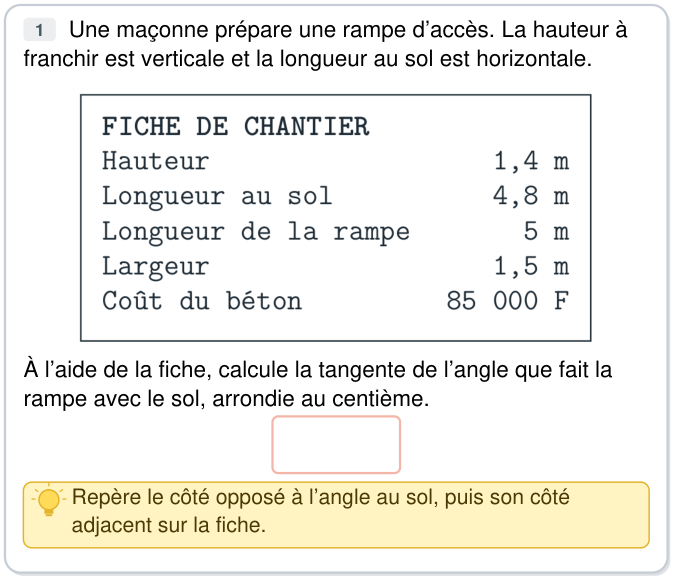 1 Une maçonne prépare une rampe d'accès. La hauteur à
franchir est verticale et la longueur au sol est horizontale.
FICHE DE CHANTIER
Hauteur 1,4 m
Longueur au sol 4,8 m
Longueur de la rampe 5 m
Largeur 1,5 m
Coût du béton 85 000 F
À l'aide de la fiche, calcule la tangente de l'angle que fait la
rampe avec le sol, arrondie au centième.
Repère le côté opposé à l'angle au sol, puis son côté
adjacent sur la fiche.